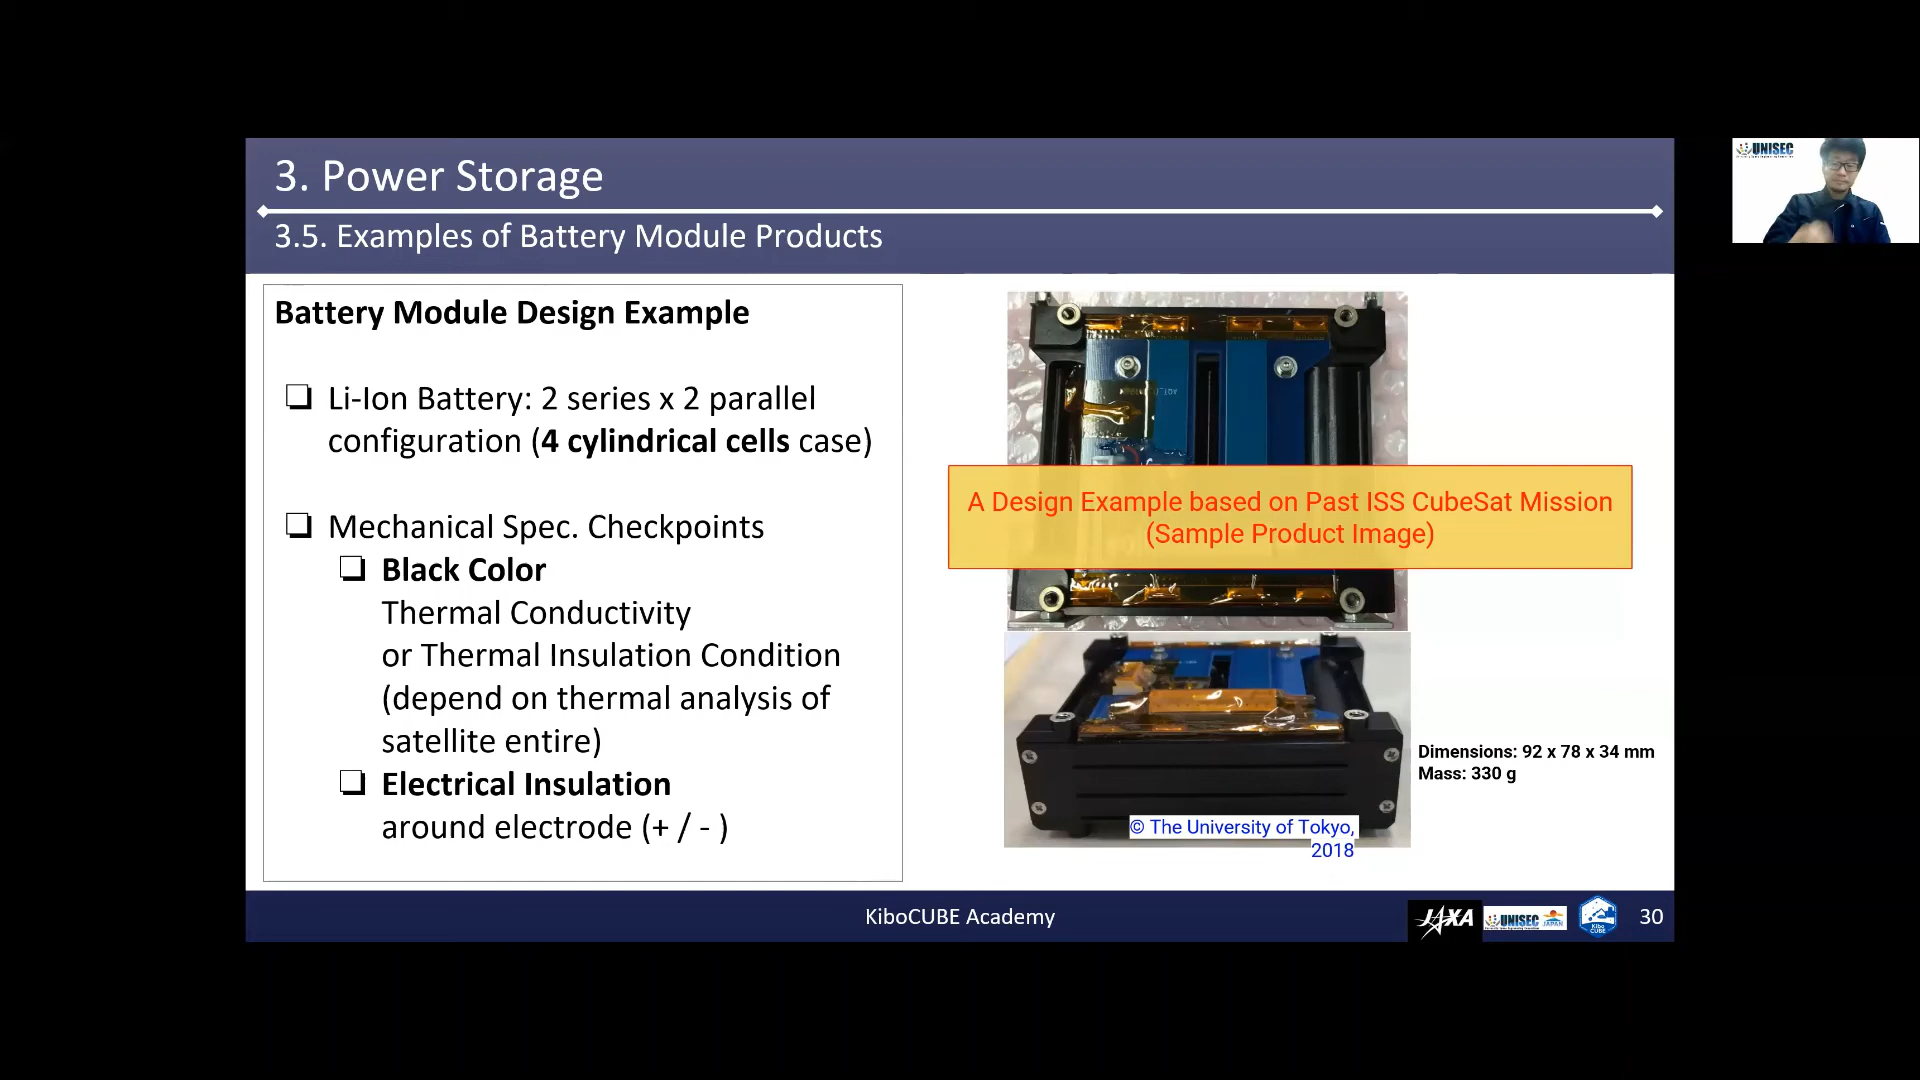 3. Power Storage
3.5. Examples of Battery Module Products
UNISEC
Battery Module Design Example
❏ Li-Ion Battery: 2 series x 2 parallel
configuration (4 cylindrical cells case)
❏ Mechanical Spec. Checkpoints
❏ Black Color
Thermal Conductivity
or Thermal Insulation Condition
(depend on thermal analysis of
satellite entire)
❏ Electrical Insulation
around electrode (+ / - )
A Design Example based on Past ISS CubeSat Mission
(Sample Product Image)
Dimensions: 92 x 78 x 34 mm
Mass: 330 g
© The University of Tokyo,
2018
KiboCUBE Academy
JAXA
UNISEC
JAPAN
Kibo
CUBE
30